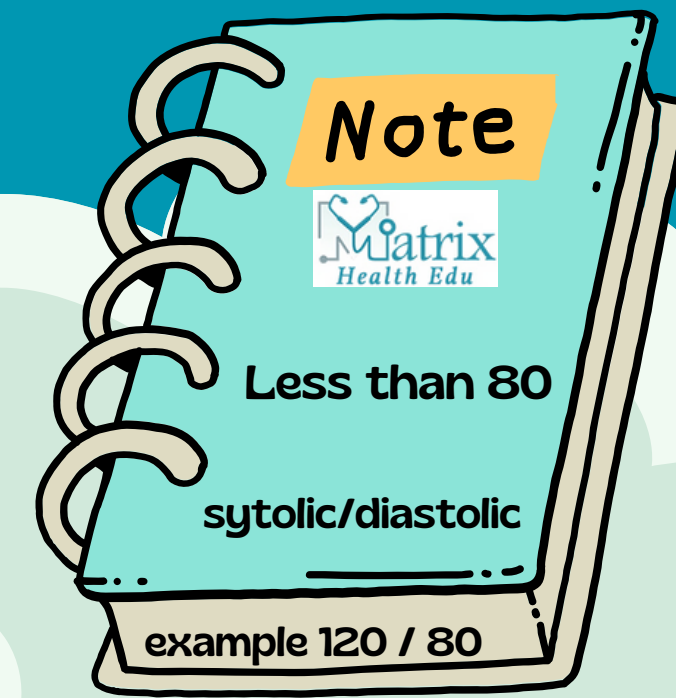 Note
Matrix
Health Edu
Less than 80
sytolic/diastolic
example 120 / 80